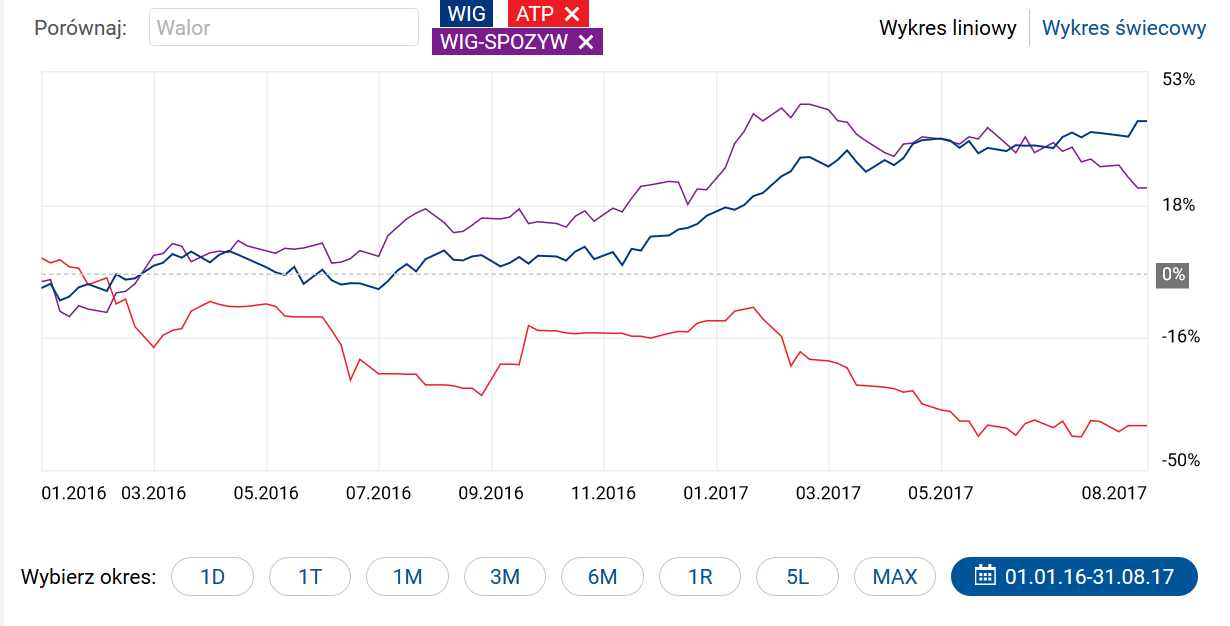 Porównaj: Walor WIG ATP ✕ WIG-SPOZYW ✕
Wykres liniowy Wykres świecowy
53%
18%
0%
-16%
-50%
01.2016 03.2016 05.2016 07.2016 09.2016 11.2016 01.2017 03.2017 05.2017 08.2017
Wybierz okres: 1D 1T 1M 3M 6M 1R 5L MAX 01.01.16-31.08.17